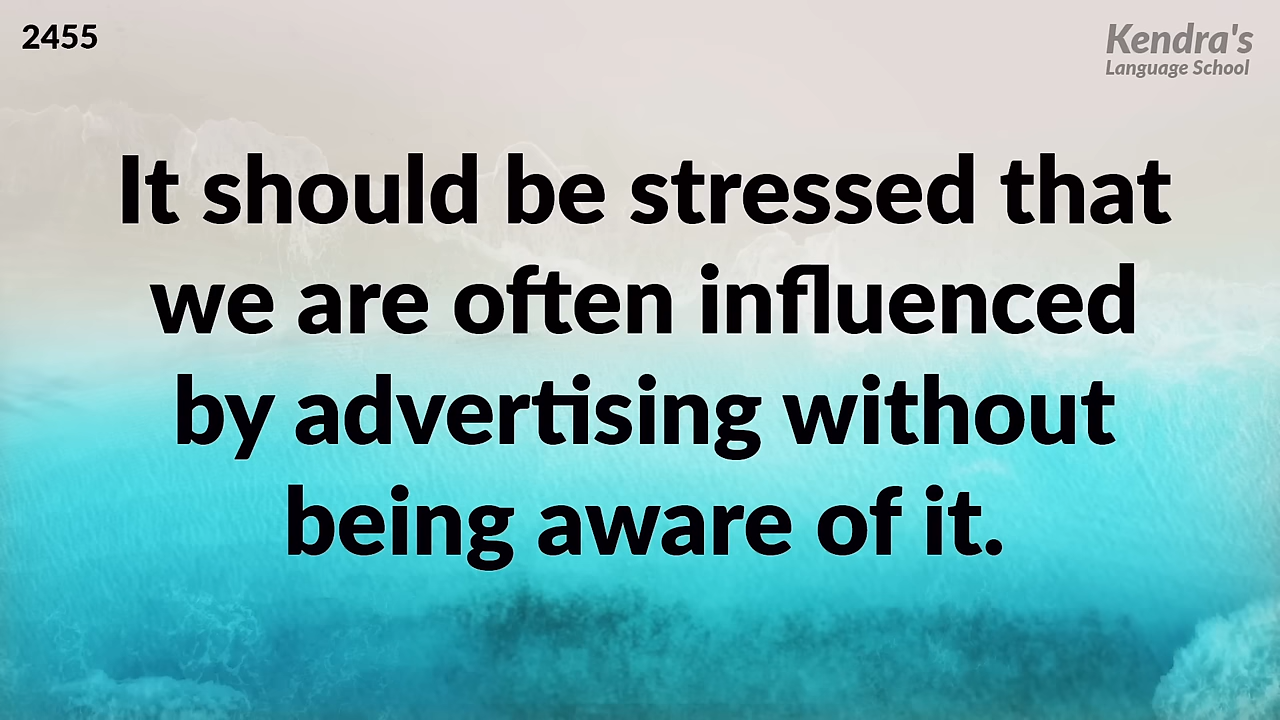 2455
Kendra's
Language School
It should be stressed that
we are often influenced
by advertising without
being aware of it.